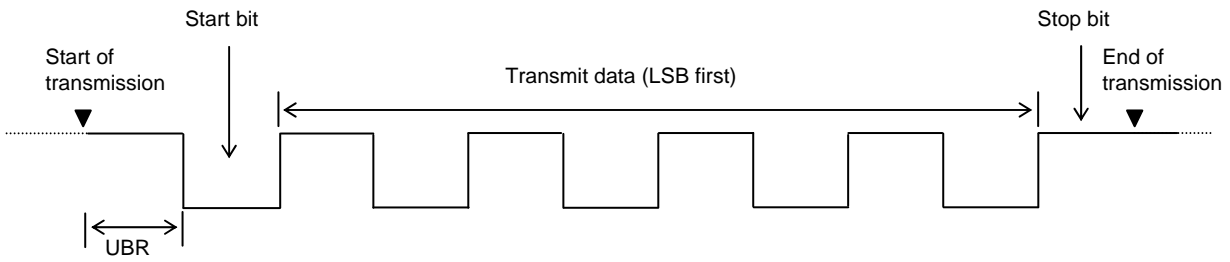 Start bit
Stop bit
Start of
transmission
Transmit data (LSB first)
End of
transmission
UBR